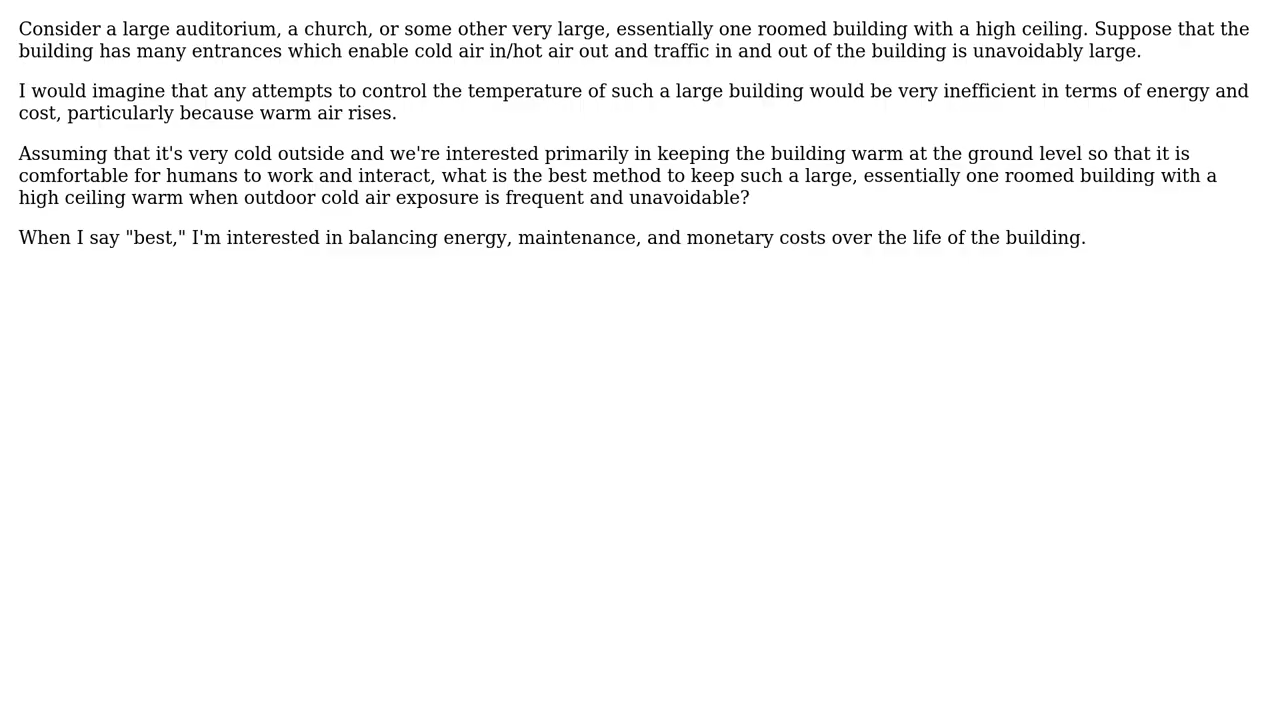 Consider a large auditorium, a church, or some other very large, essentially one roomed building with a high ceiling. Suppose that the
building has many entrances which enable cold air in/hot air out and traffic in and out of the building is unavoidably large.
I would imagine that any attempts to control the temperature of such a large building would be very inefficient in terms of energy and
cost, particularly because warm air rises.
Assuming that it's very cold outside and we're interested primarily in keeping the building warm at the ground level so that it is
comfortable for humans to work and interact, what is the best method to keep such a large, essentially one roomed building with a
high ceiling warm when outdoor cold air exposure is frequent and unavoidable?
When I say "best," I'm interested in balancing energy, maintenance, and monetary costs over the life of the building.